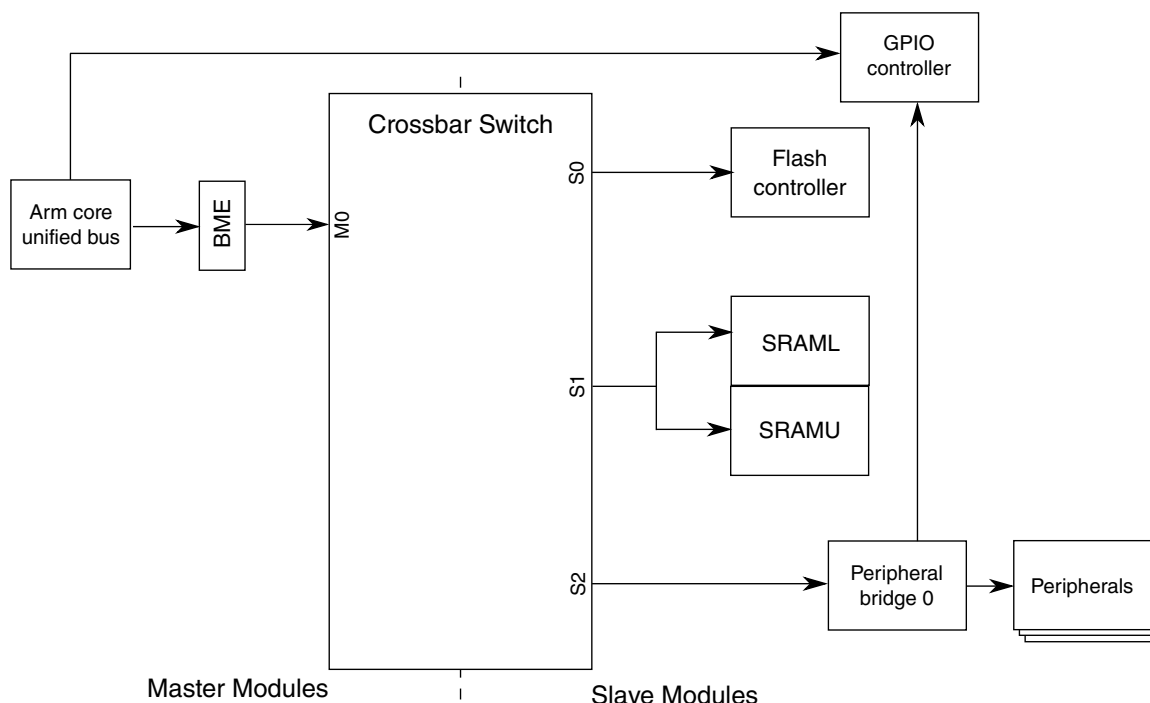 GPIO
controller
Crossbar Switch
S0
Flash
controller
Arm core
unified bus
BME
M0
SRAML
S1
SRAMU
S2
Peripheral
bridge 0
Peripherals
Master Modules
Slave Modules